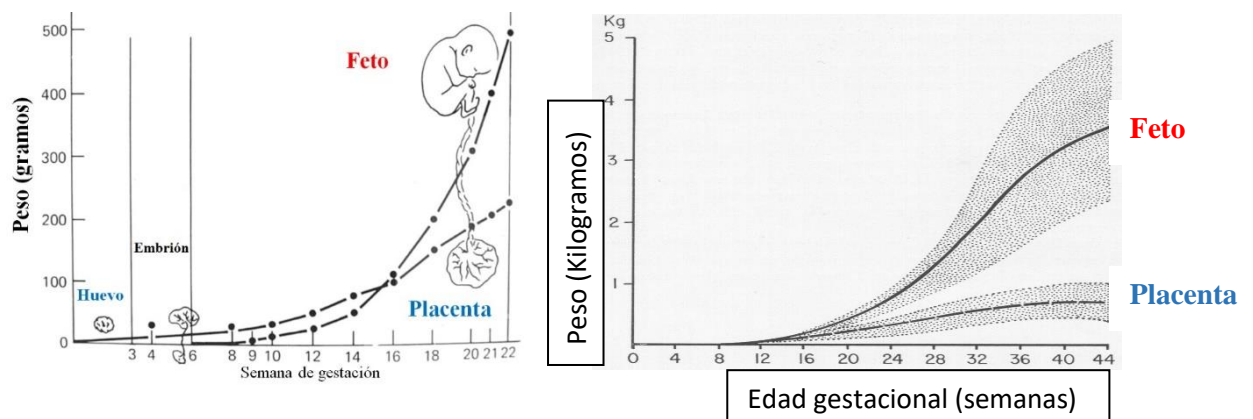 500
400
300
200
100
0
Peso (gramos)
Huevo
Embrión
Feto
Placenta
3 4 6 8 9 10 12 14 16 18 20 21 22
Semana de gestación
Kg
5
4
3
2
1
Peso (Kilogramos)
0 4 8 12 16 20 24 28 32 36 40 44
Edad gestacional (semanas)
Feto
Placenta